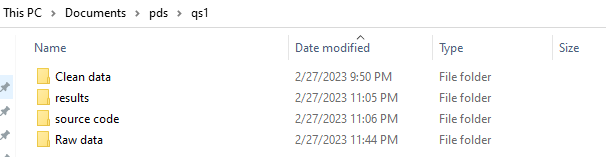 This PC > Documents > pds > qs1
Name Date modified Type Size
Clean data 2/27/2023 9:50 PM File folder
results 2/27/2023 11:05 PM File folder
source code 2/27/2023 11:06 PM File folder
Raw data 2/27/2023 11:44 PM File folder